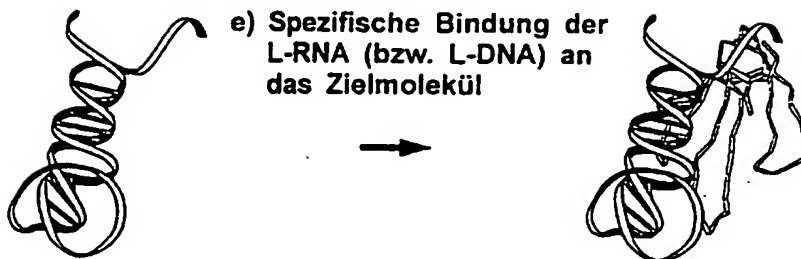 e) Spezifische Bindung der
L-RNA (bzw. L-DNA) an
das Zielmolekül